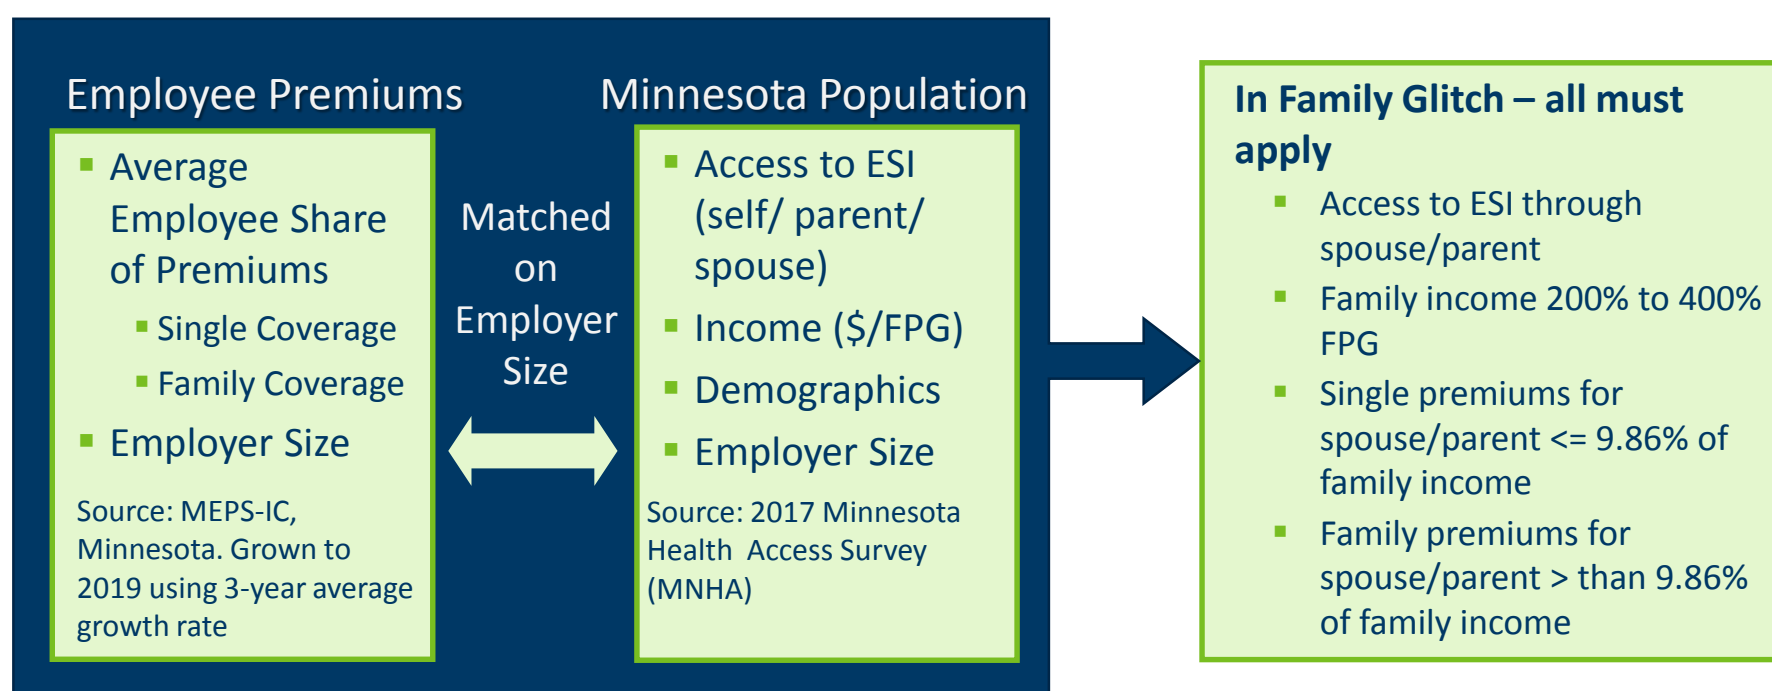 Employee Premiums
▪ Average
Employee Share
of Premiums
▪ Single Coverage
▪ Family Coverage
▪ Employer Size
Source: MEPS-IC,
Minnesota. Grown to
2019 using 3-year average
growth rate
Matched
on
Employer
Size
Minnesota Population
▪ Access to ESI
(self/ parent/
spouse)
▪ Income ($/FPG)
▪ Demographics
▪ Employer Size
Source: 2017 Minnesota
Health Access Survey
(MNHA)
In Family Glitch – all must
apply
▪ Access to ESI through
spouse/parent
▪ Family income 200% to 400%
FPG
▪ Single premiums for
spouse/parent <= 9.86% of
family income
▪ Family premiums for
spouse/parent > than 9.86%
of family income